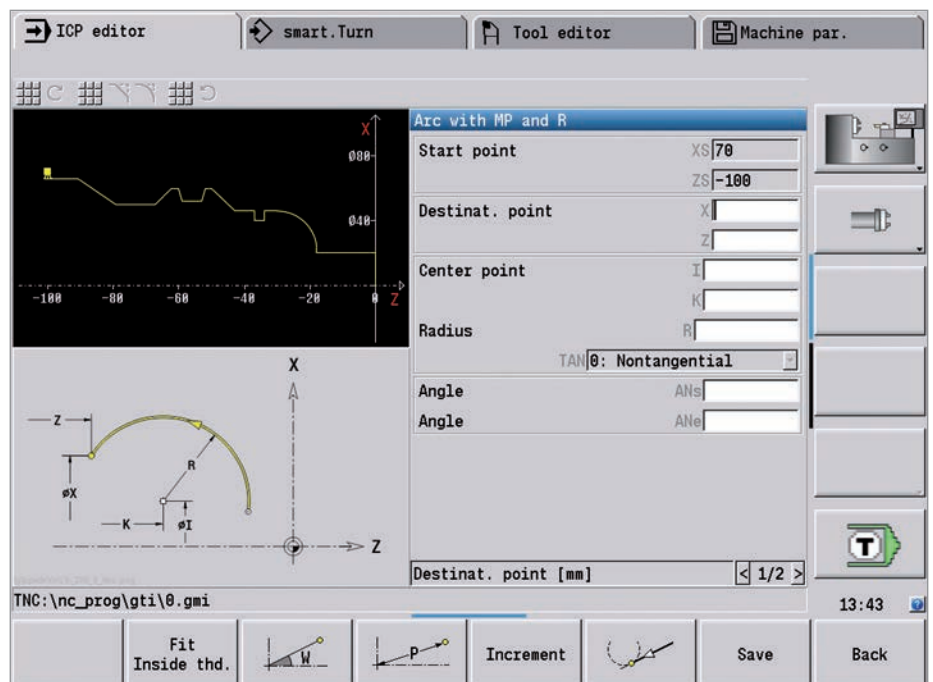 ICP editor
smart.Turn
Tool editor
Machine par.
X
Ø80
Ø40
-100 -80 -60 -40 -20 0 Z
Arc with MP and R
Start point XS 70
ZS -100
Destinat. point X
Z
Center point I
K
Radius R
TAN 0: Nontangential
Angle ANs
Angle ANe
X
Z
R
øX
K
øI
Z
Destinat. point [mm] < 1/2 >
T
TNC:\nc_prog\gti\0.gmi
13:43
Fit
Inside thd.
W
P
Increment
Save
Back